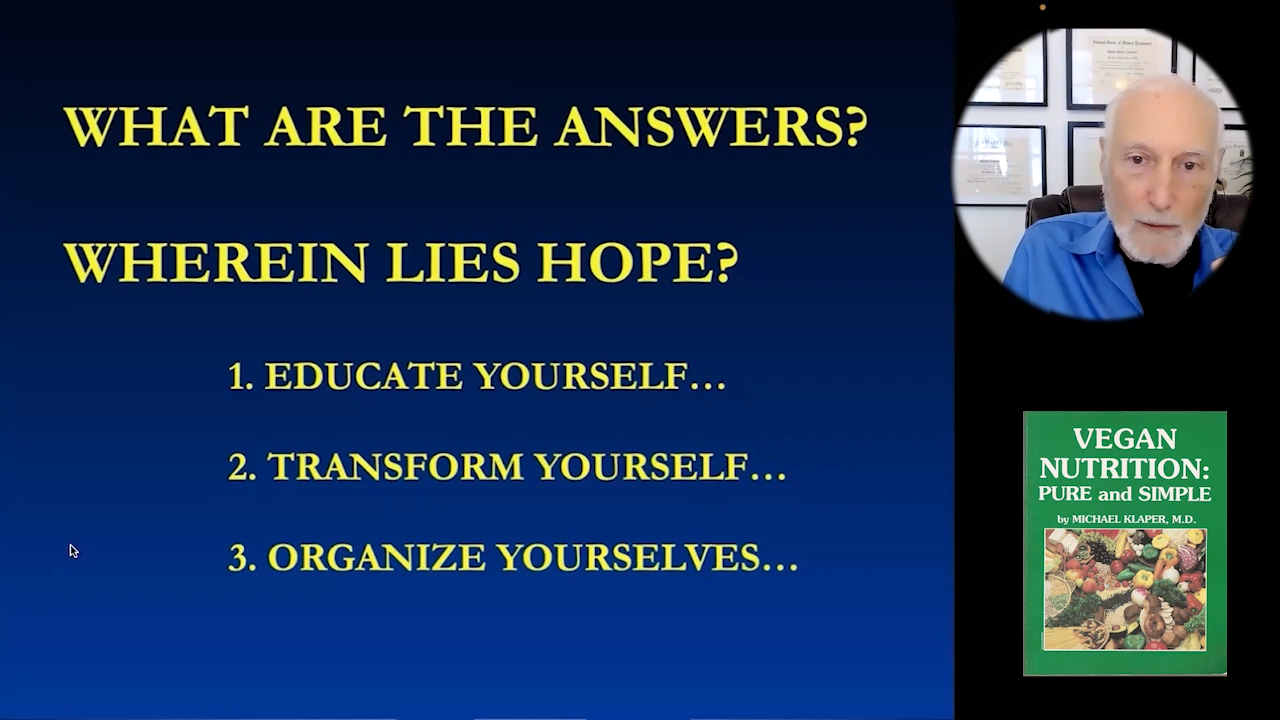 WHAT ARE THE ANSWERS?
WHEREIN LIES HOPE?
1. EDUCATE YOURSELF…
2. TRANSFORM YOURSELF…
3. ORGANIZE YOURSELVES…
VEGAN
NUTRITION:
PURE and SIMPLE
by MICHAEL KLAPER, M.D.